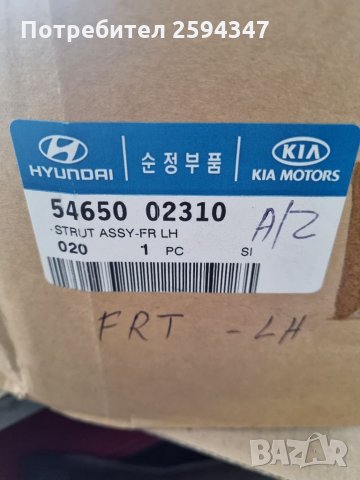 Потребител 2594347
HYUNDAI
순정부품
KIA
KIA MOTORS
54650 02310
STRUT ASSY-FR LH
A/Z
020 1 PC SI
FRT - LH
BAZAR